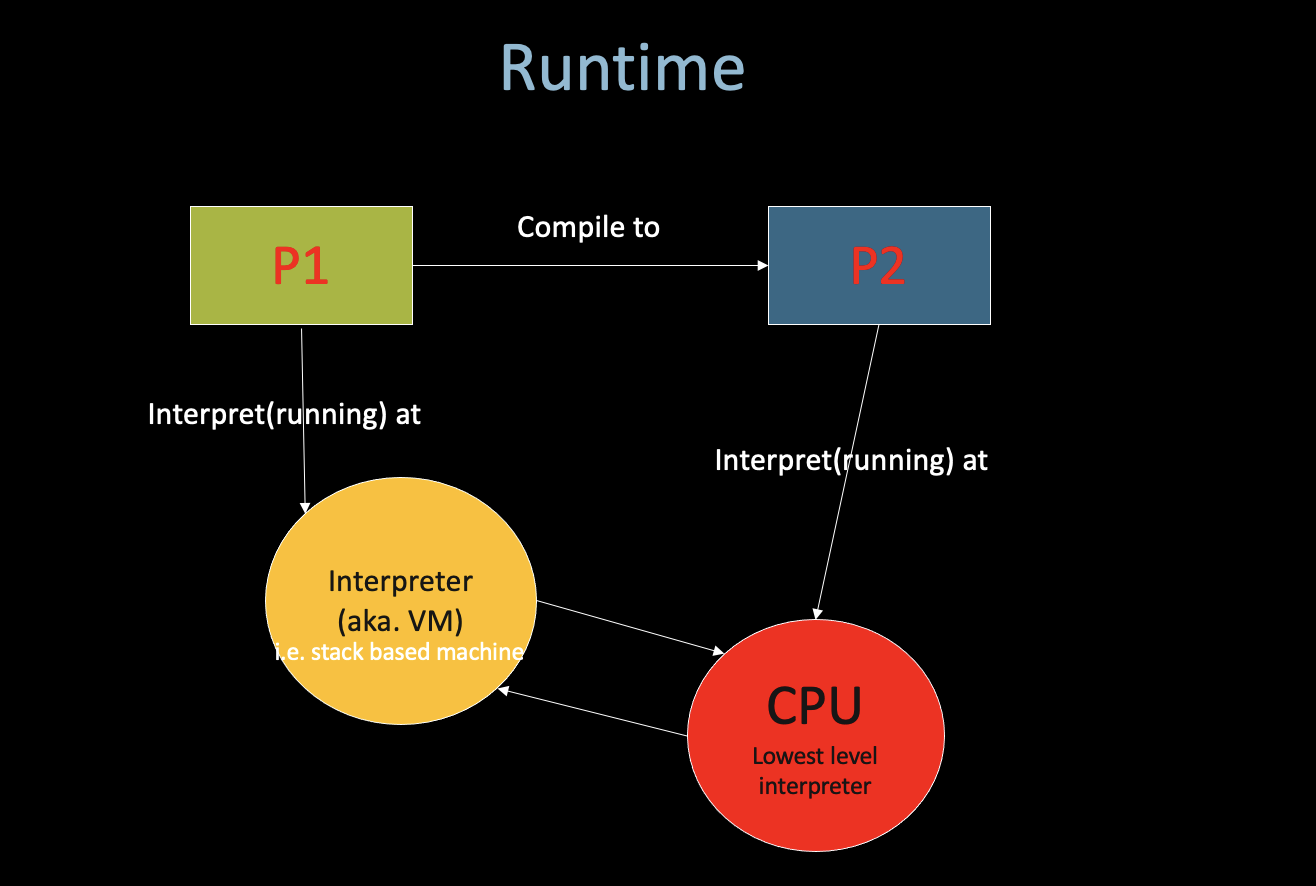 Runtime
P1
Compile to
P2
Interpret(running) at
Interpret(running) at
Interpreter
(aka. VM)
i.e. stack based machine
CPU
Lowest level
interpreter